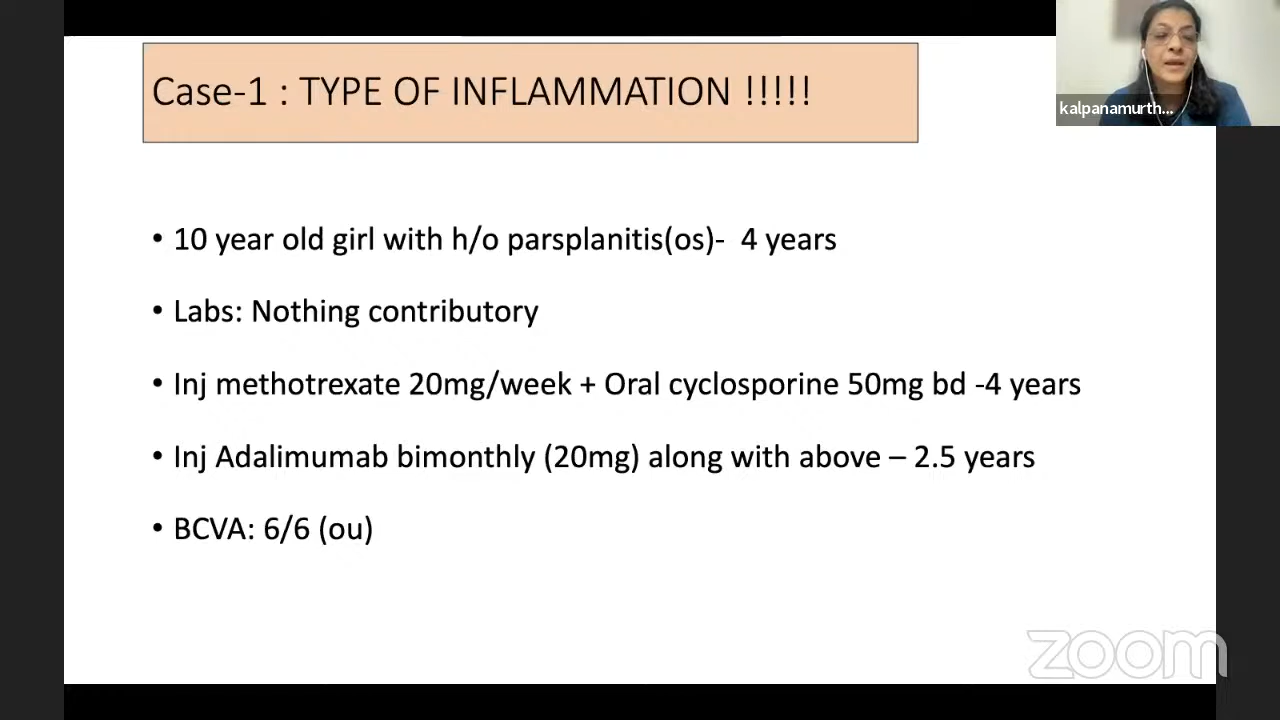 Case-1 : TYPE OF INFLAMMATION !!!!!
kalpanamurth...
• 10 year old girl with h/o parsplanitis(os)- 4 years
• Labs: Nothing contributory
• Inj methotrexate 20mg/week + Oral cyclosporine 50mg bd -4 years
• Inj Adalimumab bimonthly (20mg) along with above – 2.5 years
• BCVA: 6/6 (ou)
zoom